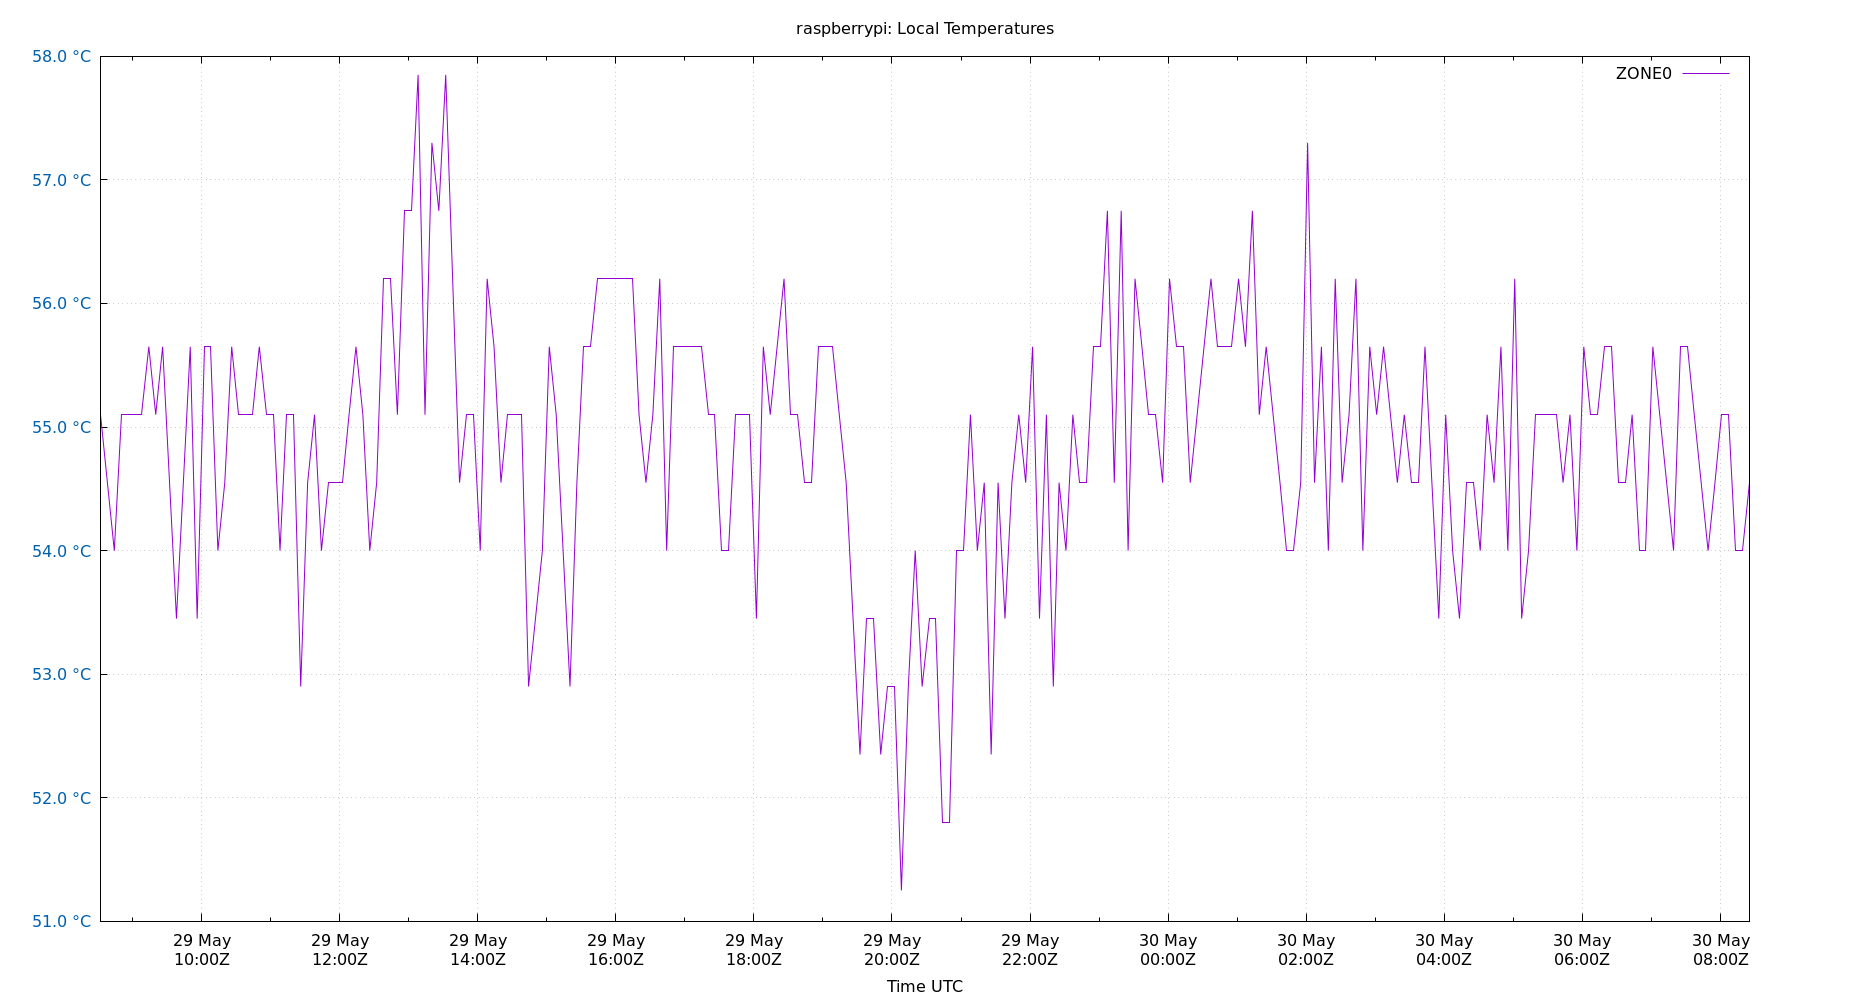 raspberrypi: Local Temperatures
58.0 °C
ZONE0
57.0 °C
56.0 °C
55.0 °C
54.0 °C
53.0 °C
52.0 °C
51.0 °C
29 May 29 May 29 May 29 May 29 May 29 May 29 May 30 May 30 May 30 May 30 May 30 May
10:00Z 12:00Z 14:00Z 16:00Z 18:00Z 20:00Z 22:00Z 00:00Z 02:00Z 04:00Z 06:00Z 08:00Z
Time UTC